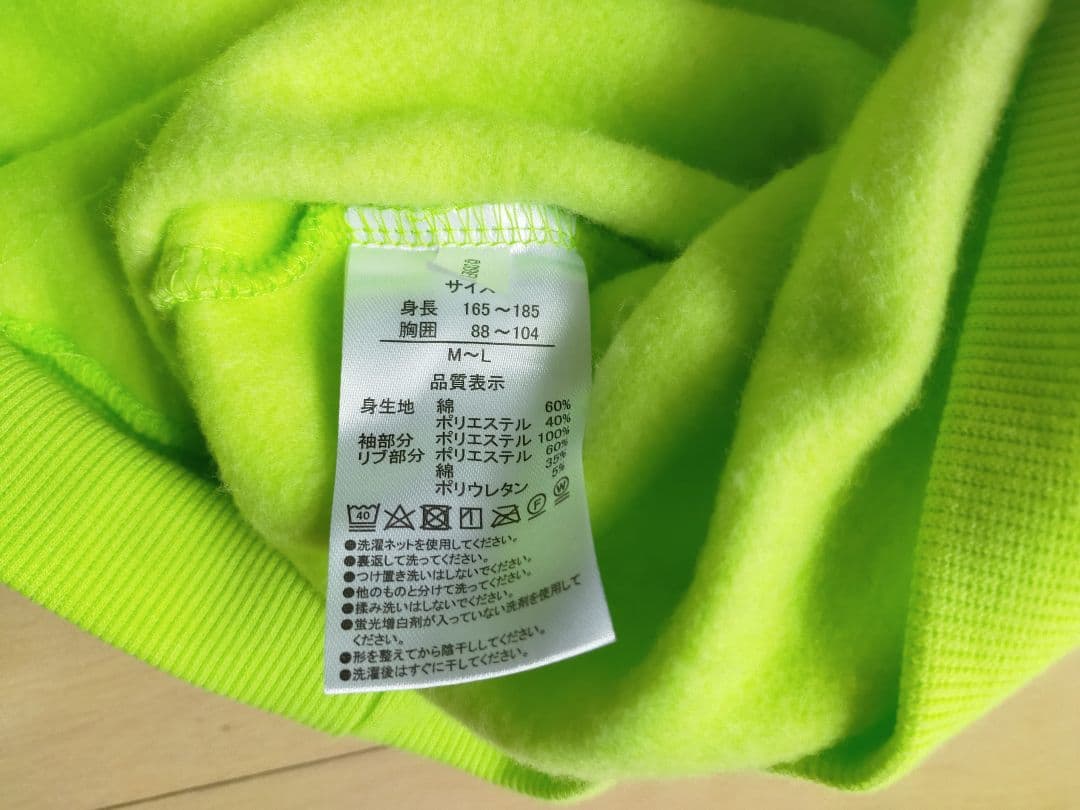 サイズ
身長 165～185
胸囲 88～104
M～L
品質表示
身生地 綿 60%
ポリエステル 40%
袖部分 ポリエステル 100%
リブ部分 ポリエステル 60%
綿 35%
ポリウレタン 5%
40 F W
●洗濯ネットを使用してください。
●裏返して洗ってください。
●つけ置き洗いはしないでください。
●他のものと分けて洗ってください。
●揉み洗いはしないでください。
●蛍光増白剤が入っていない洗剤を使用して
ください。
●形を整えてから陰干ししてください。
●洗濯後はすぐに干してください。